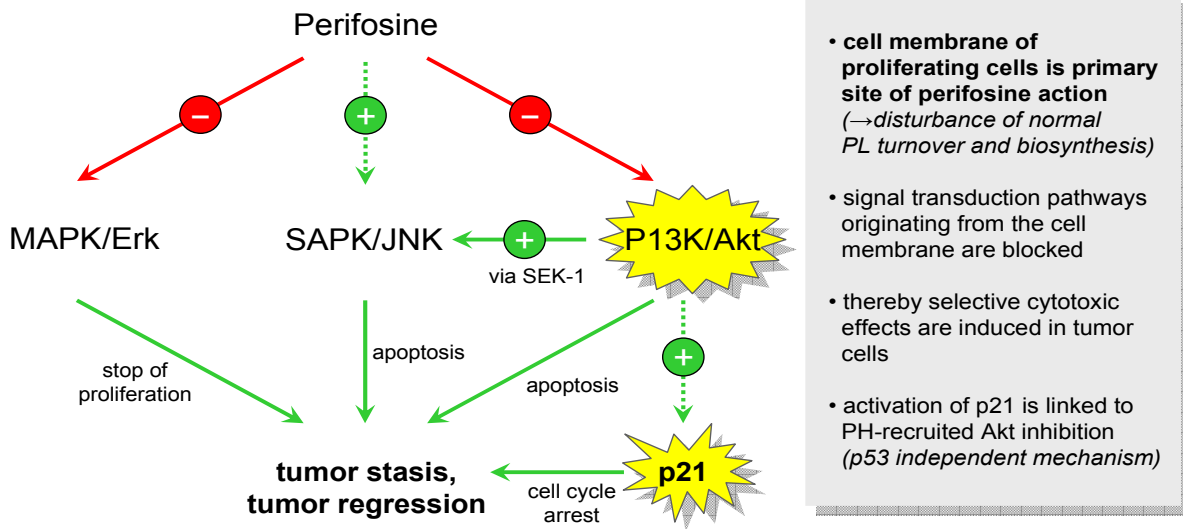 Perifosine
−
+
−
MAPK/Erk
SAPK/JNK
+
via SEK-1
P13K/Akt
stop of
proliferation
apoptosis
apoptosis
+
tumor stasis,
tumor regression
cell cycle
arrest
p21
• cell membrane of
proliferating cells is primary
site of perifosine action
(→disturbance of normal
PL turnover and biosynthesis)
• signal transduction pathways
originating from the cell
membrane are blocked
• thereby selective cytotoxic
effects are induced in tumor
cells
• activation of p21 is linked to
PH-recruited Akt inhibition
(p53 independent mechanism)